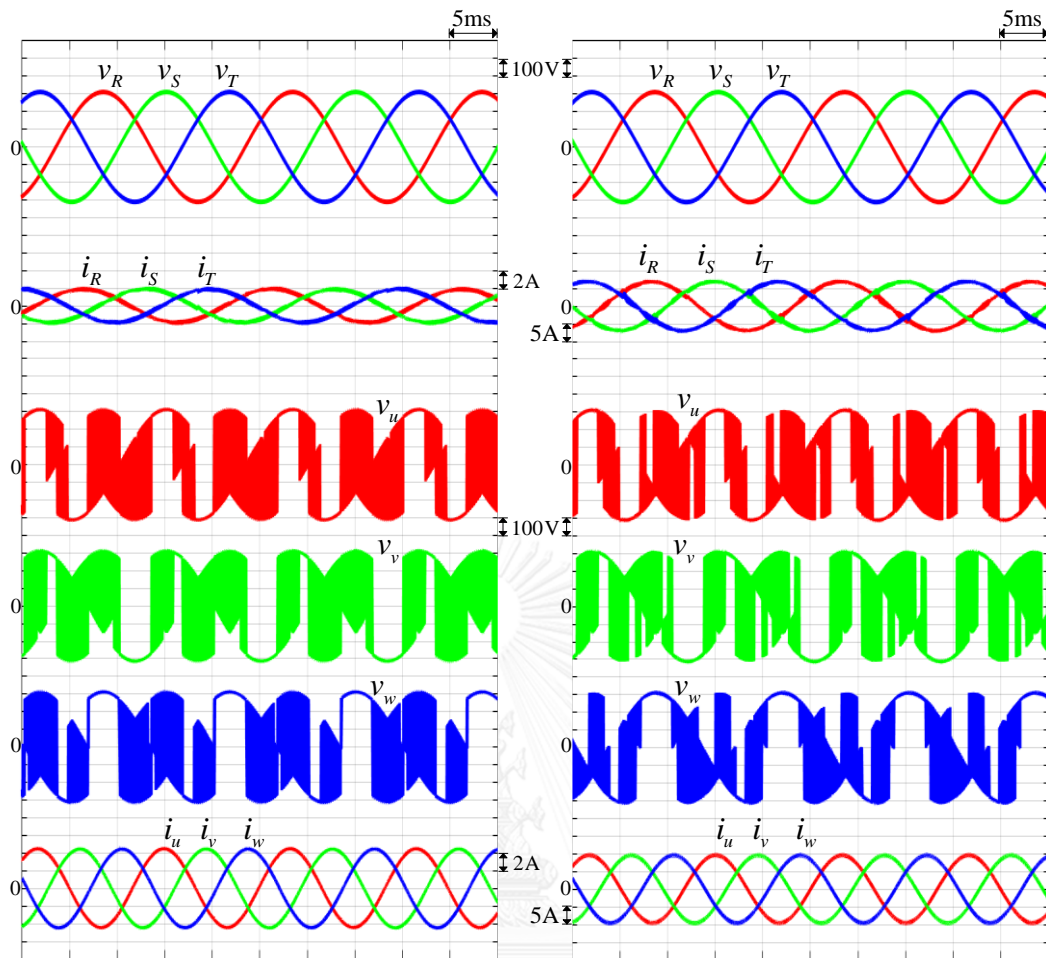 5ms 5ms
v_R v_S v_T 100V v_R v_S v_T 100V
0 0
i_R i_S i_T 2A i_R i_S i_T
0 0
5A
v_u v_u
0 0
100V
v_v v_v
0 0
v_w v_w
0 0
i_u i_v i_w i_u i_v i_w
2A
0 0
5A